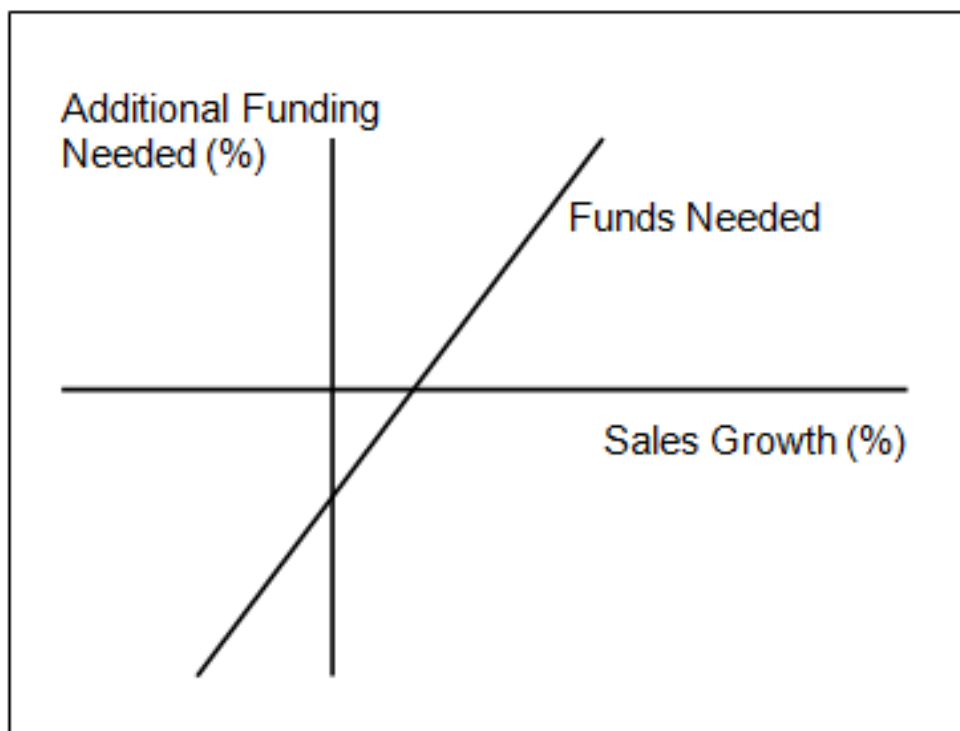 Additional Funding
Needed (%)
Funds Needed
Sales Growth (%)